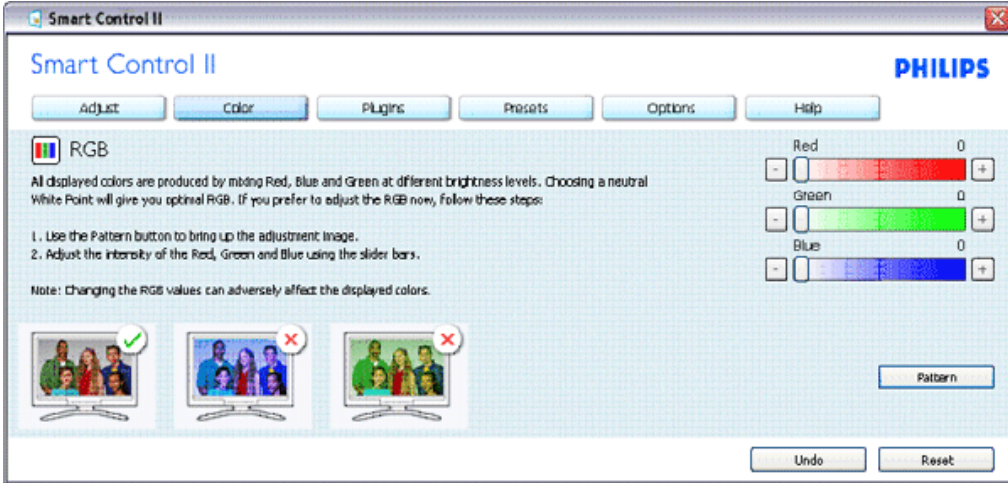 Smart Control II
Smart Control II
PHILIPS
Adjust Color Plugins Presets Options Help
RGB
All displayed colors are produced by mixing Red, Blue and Green at different brightness levels. Choosing a neutral
White Point will give you optimal RGB. If you prefer to adjust the RGB now, follow these steps:
1. Use the Pattern button to bring up the adjustment image.
2. Adjust the intensity of the Red, Green and Blue using the slider bars.
Note: Changing the RGB values can adversely affect the displayed colors.
Red 0
- +
Green 0
- +
Blue 0
- +
Pattern
Undo Reset